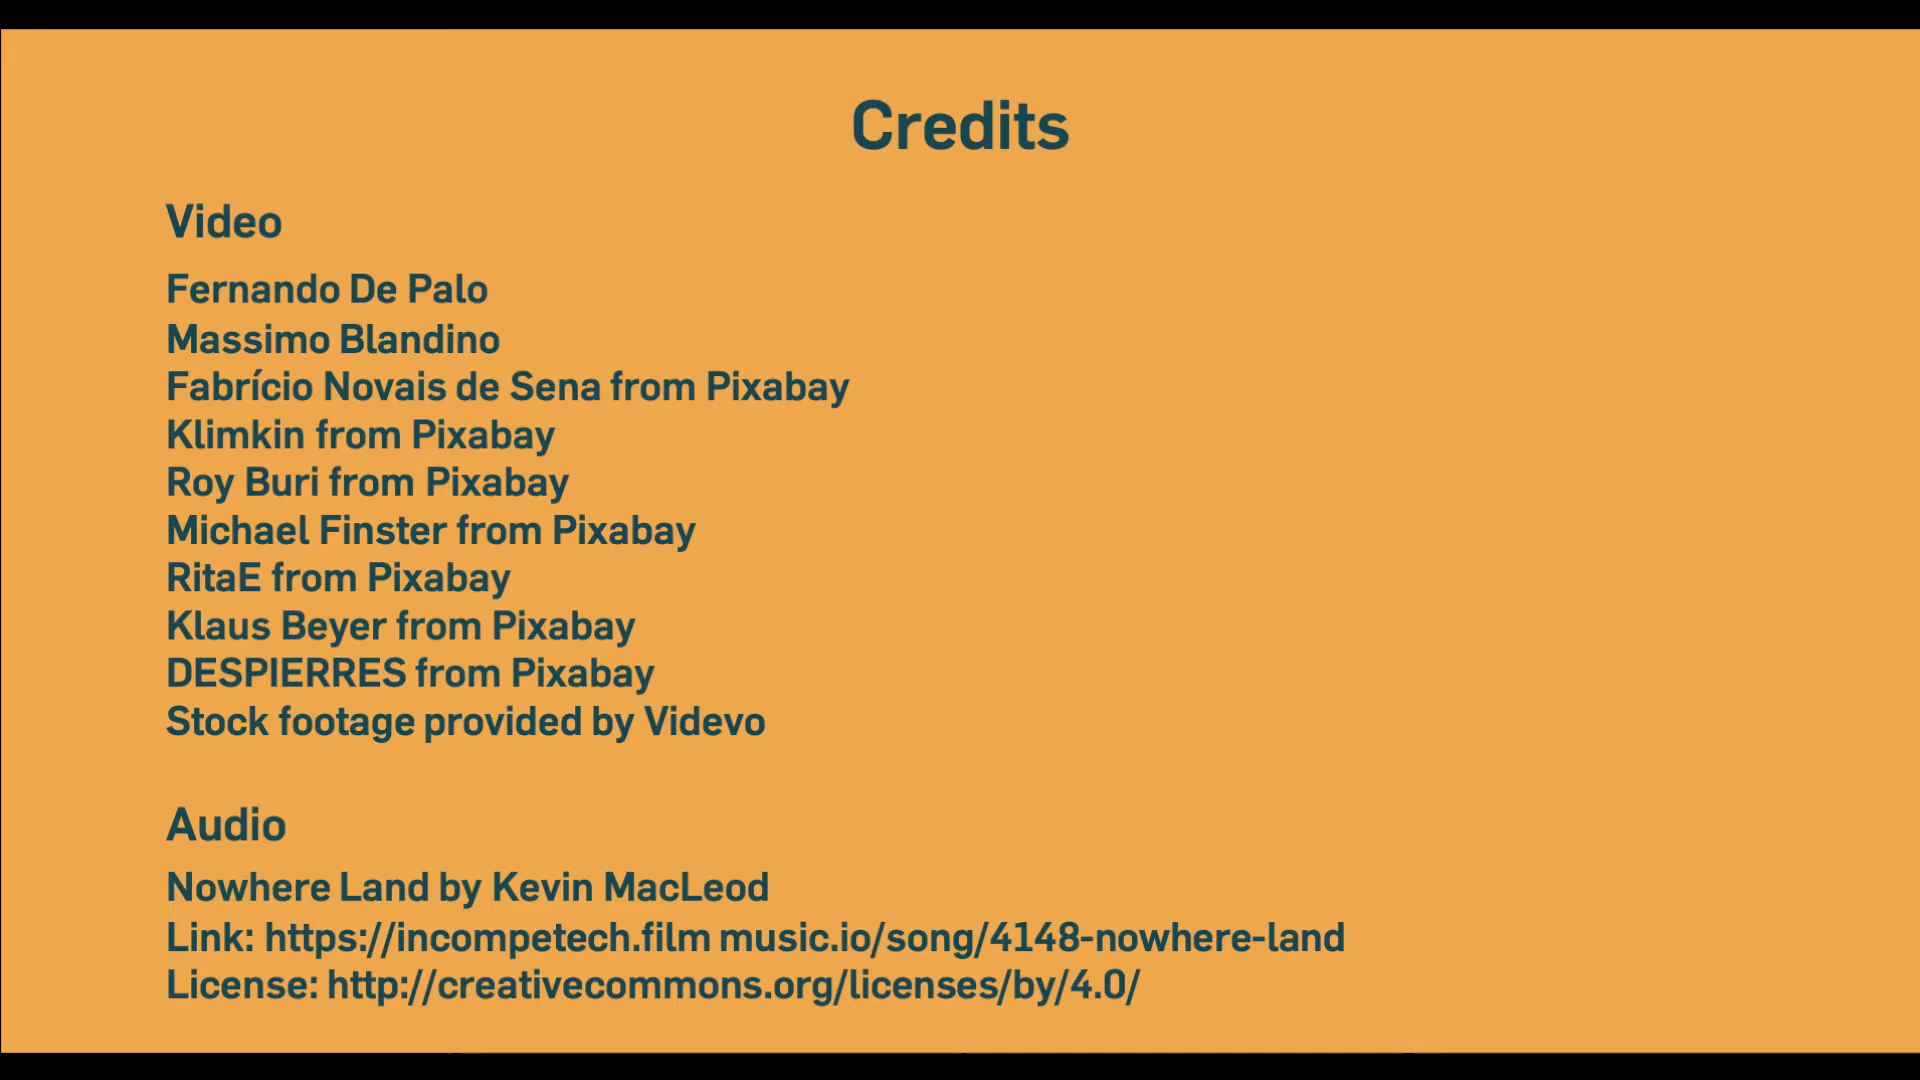 Credits
Video
Fernando De Palo
Massimo Blandino
Fabrício Novais de Sena from Pixabay
Klimkin from Pixabay
Roy Buri from Pixabay
Michael Finster from Pixabay
RitaE from Pixabay
Klaus Beyer from Pixabay
DESPIERRES from Pixabay
Stock footage provided by Videvo
Audio
Nowhere Land by Kevin MacLeod
Link: https://incompetech.film music.io/song/4148-nowhere-land
License: http://creativecommons.org/licenses/by/4.0/